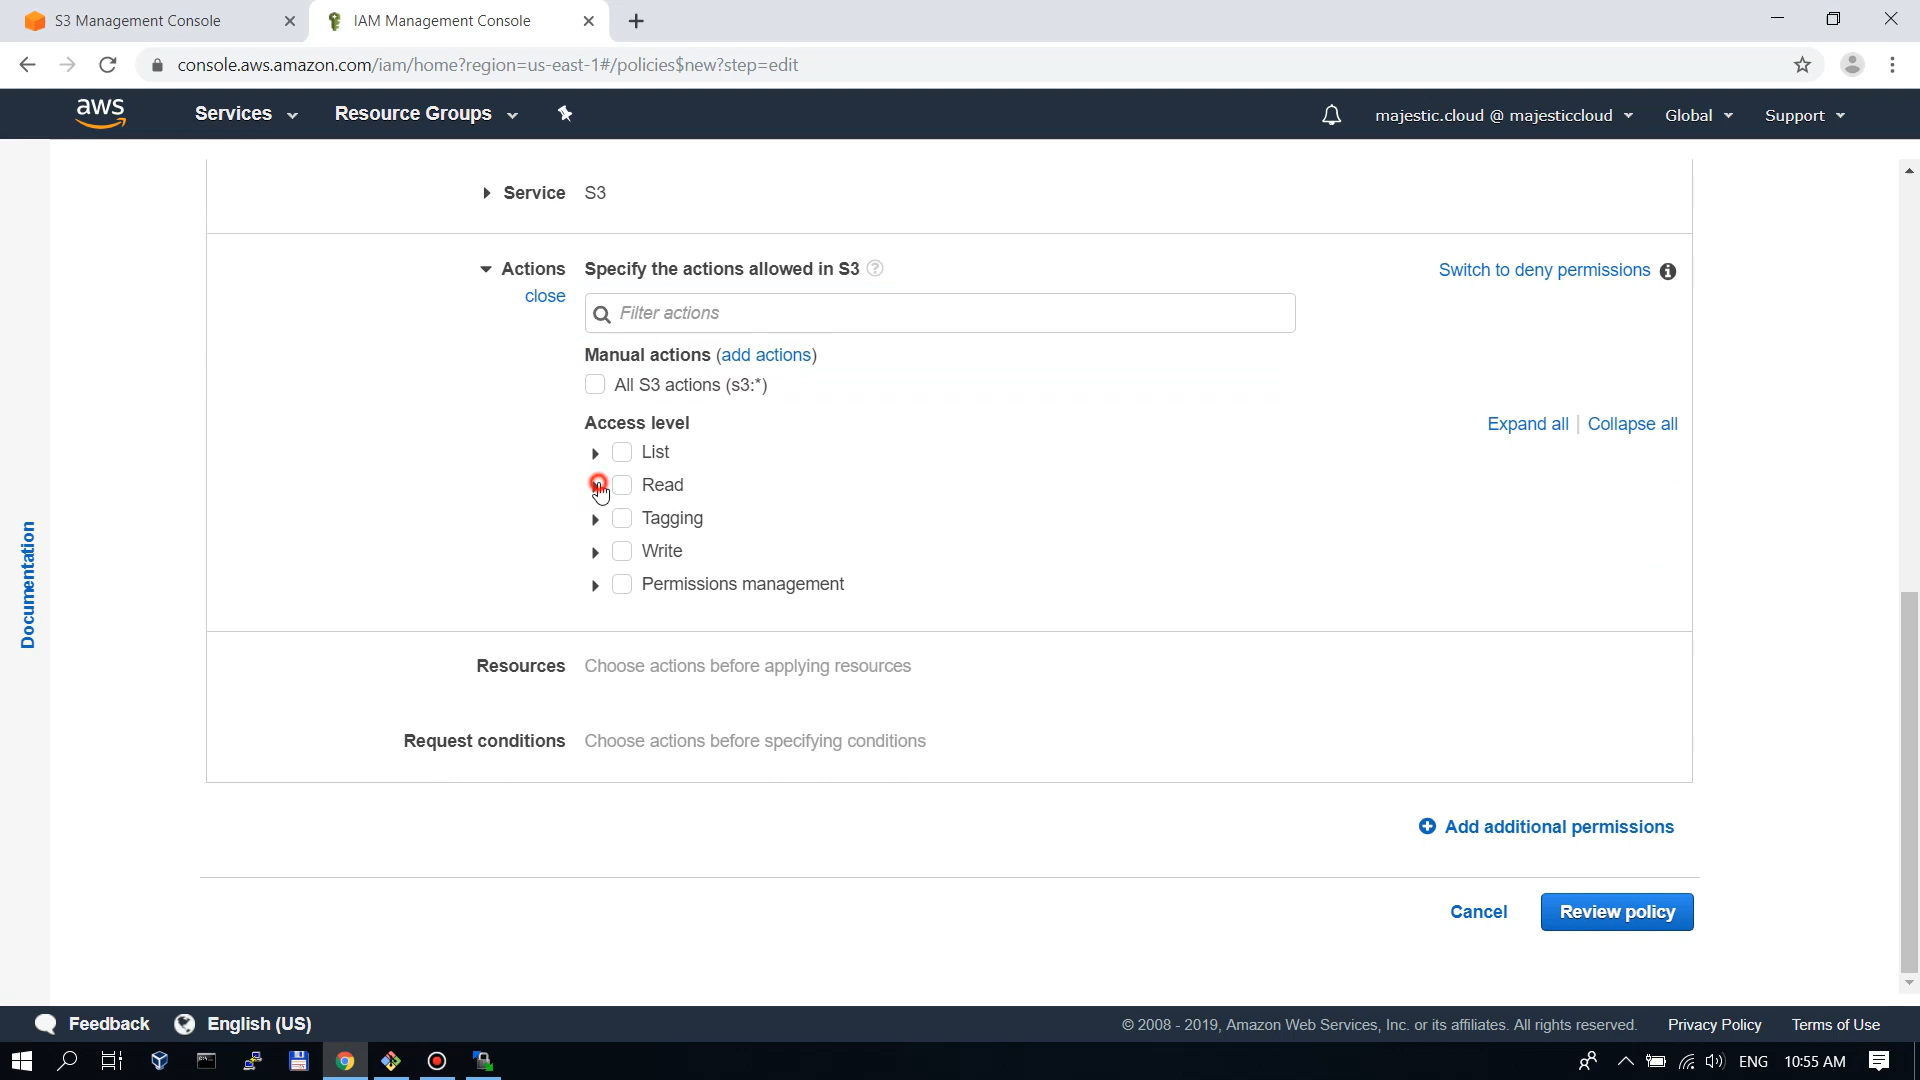 S3 Management Console
IAM Management Console
console.aws.amazon.com/iam/home?region=us-east-1#/policies$new?step=edit
aws Services Resource Groups majestic.cloud @ majesticcloud Global Support
Documentation
Service S3
Actions Specify the actions allowed in S3 ? Switch to deny permissions i
close
Filter actions
Manual actions (add actions)
All S3 actions (s3:*)
Access level Expand all | Collapse all
List
Read
Tagging
Write
Permissions management
Resources Choose actions before applying resources
Request conditions Choose actions before specifying conditions
Add additional permissions
Cancel Review policy
Feedback English (US) © 2008 - 2019, Amazon Web Services, Inc. or its affiliates. All rights reserved. Privacy Policy Terms of Use
ENG 10:55 AM